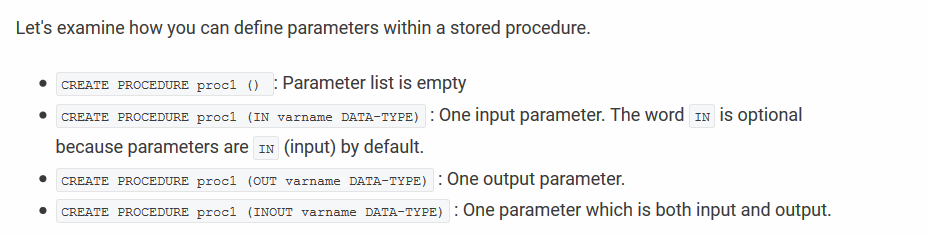 Let's examine how you can define parameters within a stored procedure.
CREATE PROCEDURE proc1 () : Parameter list is empty
CREATE PROCEDURE proc1 (IN varname DATA-TYPE) : One input parameter. The word IN is optional
because parameters are IN (input) by default.
CREATE PROCEDURE proc1 (OUT varname DATA-TYPE) : One output parameter.
CREATE PROCEDURE proc1 (INOUT varname DATA-TYPE) : One parameter which is both input and output.